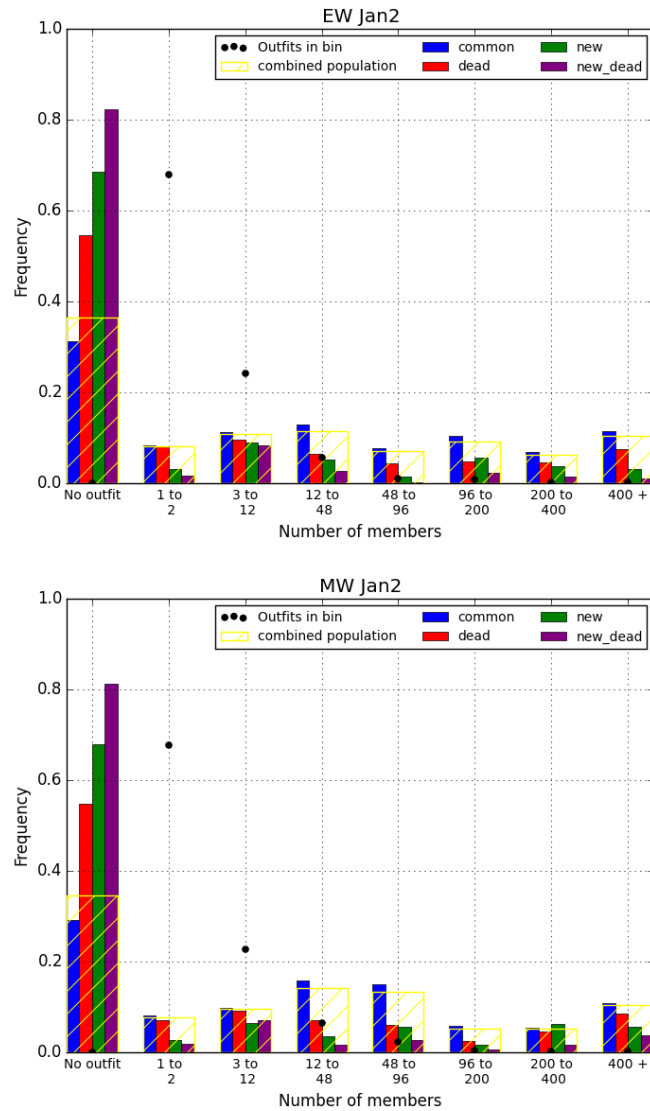 EW Jan2
Outfits in bin common new
combined population dead new_dead
1.0
0.8
0.6
0.4
0.2
0.0
Frequency
No outfit 1 to 3 to 12 to 48 to 96 to 200 to 400 +
2 12 48 96 200 400
Number of members
MW Jan2
Outfits in bin common new
combined population dead new_dead
1.0
0.8
0.6
0.4
0.2
0.0
Frequency
No outfit 1 to 3 to 12 to 48 to 96 to 200 to 400 +
2 12 48 96 200 400
Number of members